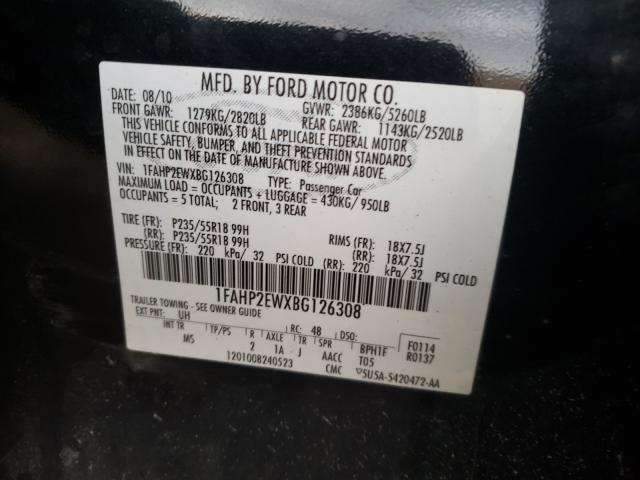 MFD. BY FORD MOTOR CO.
DATE: 08/10 GVWR: 2386KG/5260LB
FRONT GAWR: 1279KG/2820LB REAR GAWR: 1143KG/2520LB
THIS VEHICLE CONFORMS TO ALL APPLICABLE FEDERAL MOTOR
VEHICLE SAFETY, BUMPER, AND THEFT PREVENTION STANDARDS
IN EFFECT ON THE DATE OF MANUFACTURE SHOWN ABOVE.
VIN: 1FAHP2EWXBG126308 TYPE: Passenger Car
MAXIMUM LOAD = OCCUPANTS + LUGGAGE = 430KG/950LB
OCCUPANTS = 5 TOTAL; 2 FRONT, 3 REAR
TIRE (FR): P235/55R18 99H RIMS (FR): 18X7.5J
(RR): P235/55R18 99H (RR): 18X7.5J
PRESSURE (FR): 220 kPa/ 32 PSI COLD (RR): 220 kPa/ 32 PSI COLD
1FAHP2EWXBG126308
TRAILER TOWING - SEE OWNER GUIDE
EXT PNT: UH RC: 48 DSO: F0114
INT TR TP/PS R AXLE TR SPR BPH1F R0137
MS 2 1A J AACC T05
1201008240523 CMC 5U5A-5420472-AA